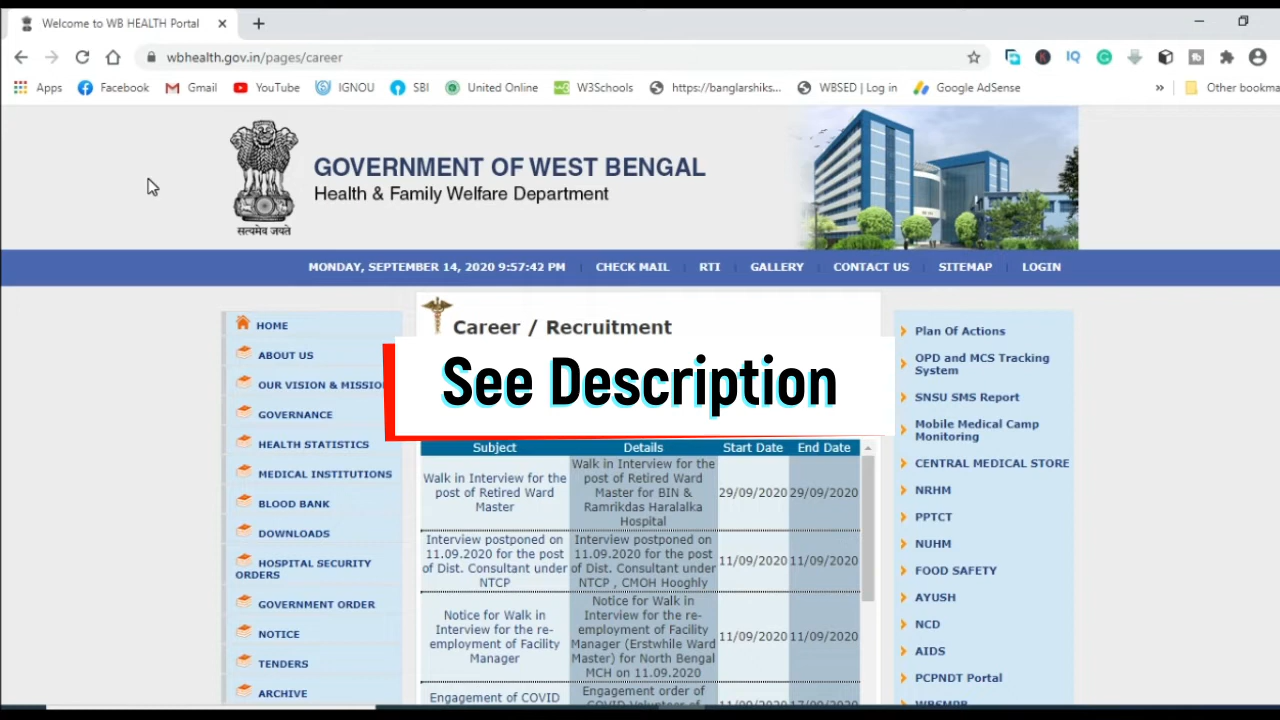 Welcome to WB HEALTH Portal
wbhealth.gov.in/pages/career
Apps Facebook Gmail YouTube IGNOU SBI United Online W3Schools https://banglarshiks... WBSED | Log in Google AdSense » Other bookma
GOVERNMENT OF WEST BENGAL
Health & Family Welfare Department
सत्यमेव जयते
MONDAY, SEPTEMBER 14, 2020 9:57:42 PM CHECK MAIL RTI GALLERY CONTACT US SITEMAP LOGIN
HOME
ABOUT US
OUR VISION & MISSIO
GOVERNANCE
HEALTH STATISTICS
MEDICAL INSTITUTIONS
BLOOD BANK
DOWNLOADS
HOSPITAL SECURITY
ORDERS
GOVERNMENT ORDER
NOTICE
TENDERS
ARCHIVE
Career / Recruitment
See Description
Subject Details Start Date End Date
Walk in Interview for the
post of Retired Ward
Master
Walk in Interview for the
post of Retired Ward
Master for BIN &
Ramrikdas Haralalka
Hospital
29/09/2020 29/09/2020
Interview postponed on
11.09.2020 for the post
of Dist. Consultant under
NTCP
Interview postponed on
11.09.2020 for the post
of Dist. Consultant under
NTCP , CMOH Hooghly
11/09/2020 11/09/2020
Notice for Walk in
Interview for the re-
employment of Facility
Manager
Notice for Walk in
Interview for the re-
employment of Facility
Manager (Erstwhile Ward
Master) for North Bengal
MCH on 11.09.2020
11/09/2020 11/09/2020
Engagement of COVID
Engagement order of
COVID Volunteer of
11/09/2020 17/09/2020
Plan Of Actions
OPD and MCS Tracking
System
SNSU SMS Report
Mobile Medical Camp
Monitoring
CENTRAL MEDICAL STORE
NRHM
PPTCT
NUHM
FOOD SAFETY
AYUSH
NCD
AIDS
PCPNDT Portal
WBSMPB